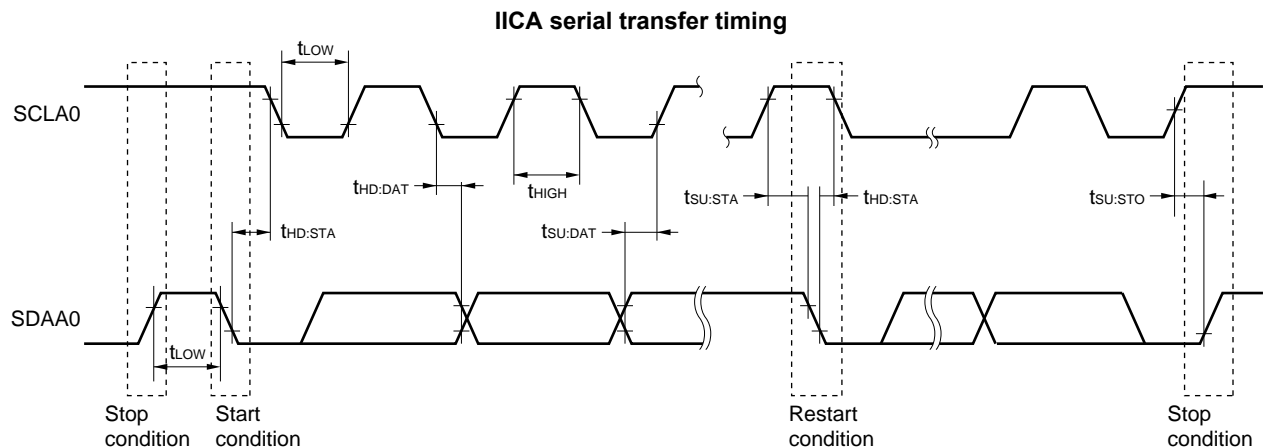 IICA serial transfer timing
tLOW
SCLA0
tHD:DAT
tHIGH
tSU:STA
tHD:STA
tSU:STO
tHD:STA
tSU:DAT
SDAA0
tLOW
Stop
condition
Start
condition
Restart
condition
Stop
condition